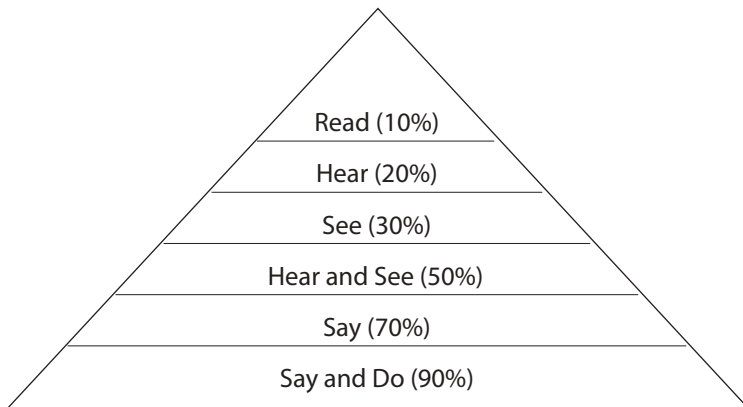 Read (10%)
Hear (20%)
See (30%)
Hear and See (50%)
Say (70%)
Say and Do (90%)